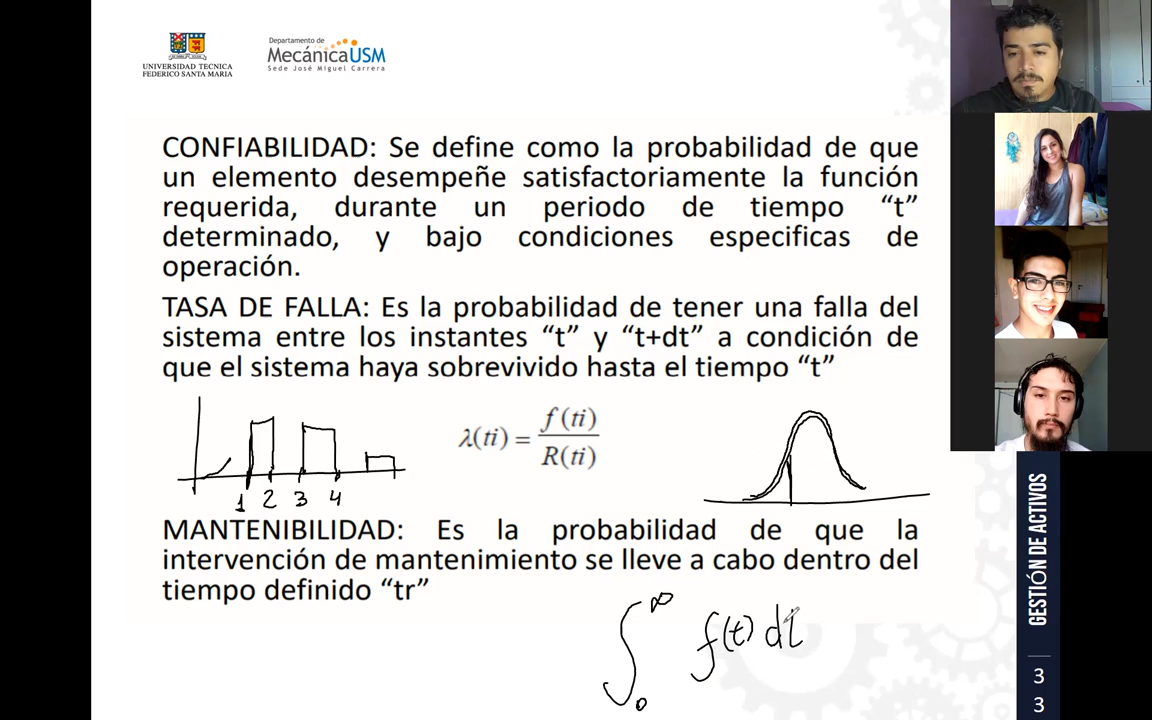 UNIVERSIDAD TECNICA
FEDERICO SANTA MARIA
Departamento de
MecánicaUSM
Sede José Miguel Carrera
CONFIABILIDAD: Se define como la probabilidad de que
un elemento desempeñe satisfactoriamente la función
requerida, durante un periodo de tiempo “t”
determinado, y bajo condiciones especificas de
operación.
TASA DE FALLA: Es la probabilidad de tener una falla del
sistema entre los instantes “t” y “t+dt” a condición de
que el sistema haya sobrevivido hasta el tiempo “t”
λ(ti) = f(ti) / R(ti)
1 2 3 4
MANTENIBILIDAD: Es la probabilidad de que la
intervención de mantenimiento se lleve a cabo dentro del
tiempo definido “tr”
∫₀^∞ f(t) dt
GESTIÓN DE ACTIVOS
3
3